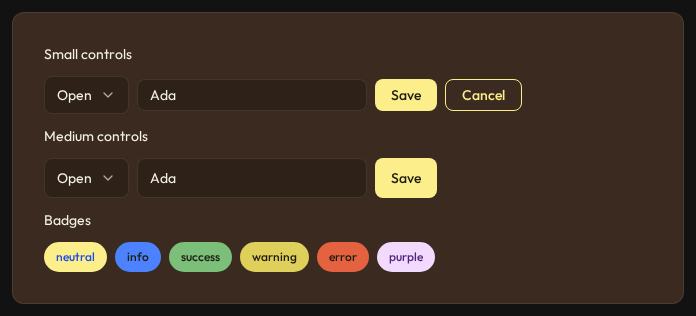 Small controls
Open Ada Save Cancel
Medium controls
Open Ada Save
Badges
neutral info success warning error purple